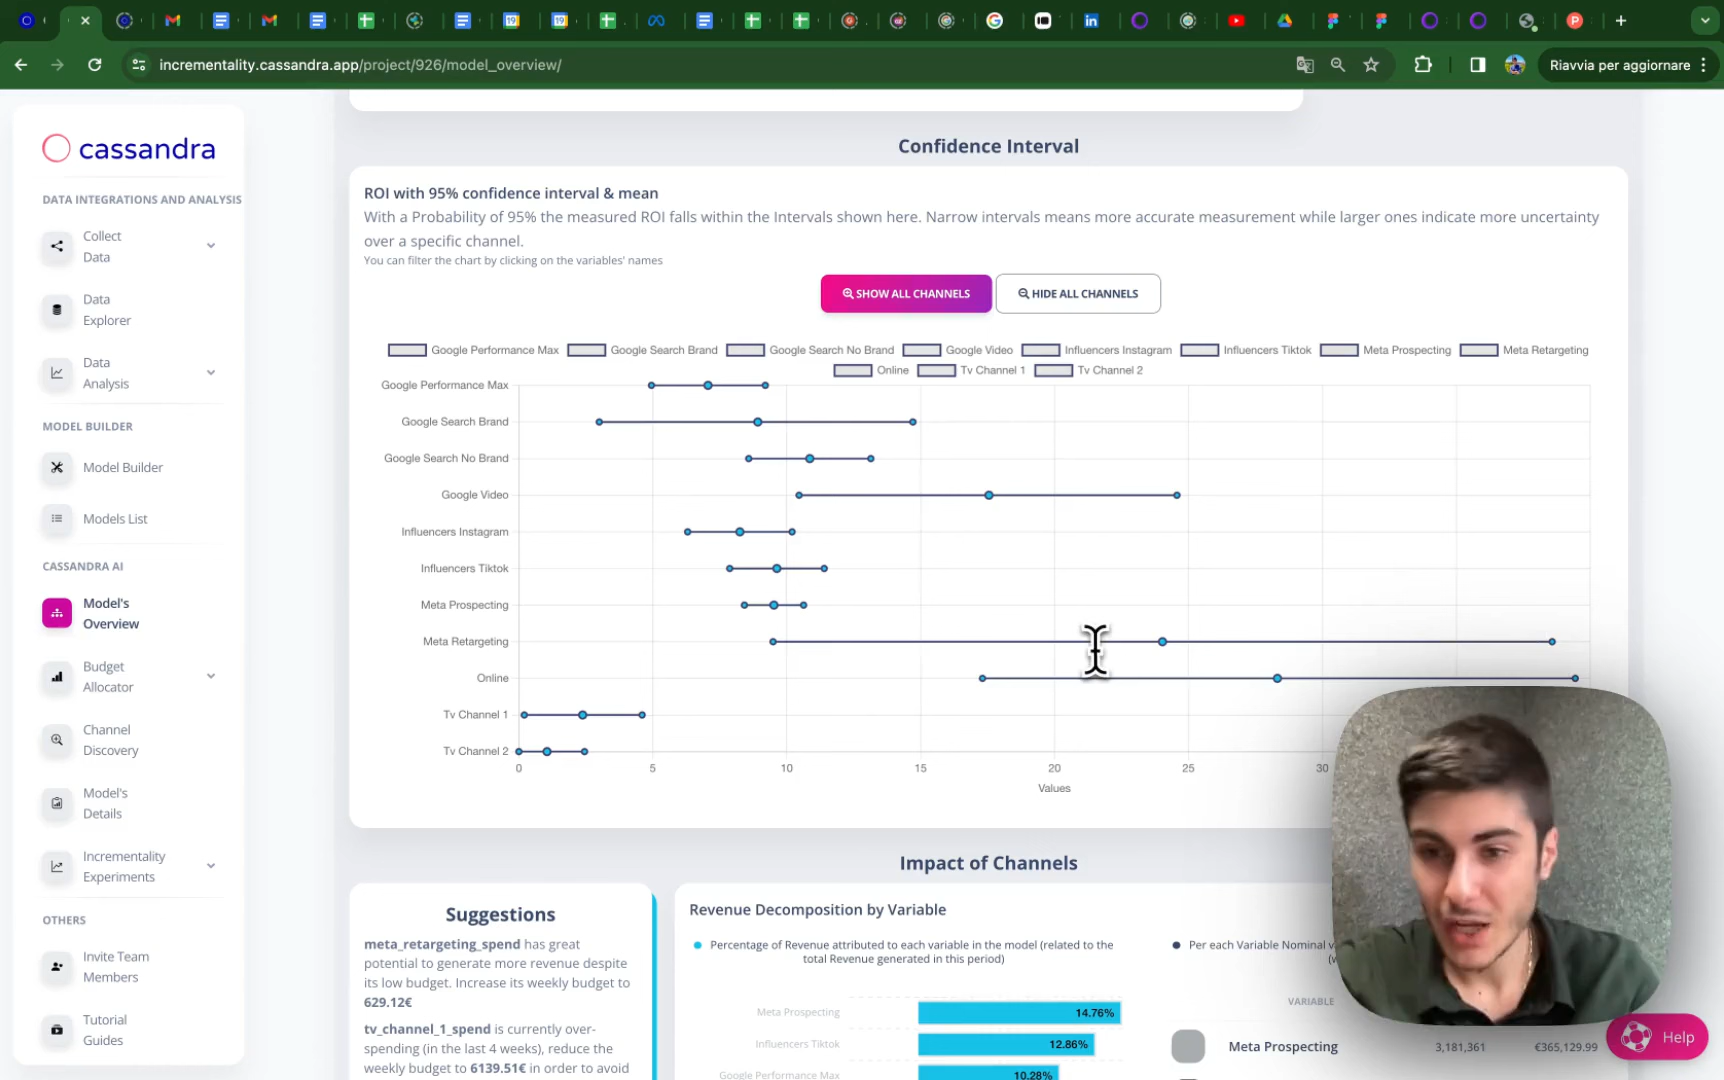 incrementality.cassandra.app/project/926/model_overview/
Riavvia per aggiornare
cassandra
DATA INTEGRATIONS AND ANALYSIS
Collect
Data
Data
Explorer
Data
Analysis
MODEL BUILDER
Model Builder
Models List
CASSANDRA AI
Model's
Overview
Budget
Allocator
Channel
Discovery
Model's
Details
Incrementality
Experiments
OTHERS
Invite Team
Members
Tutorial
Guides
Confidence Interval
ROI with 95% confidence interval & mean
With a Probability of 95% the measured ROI falls within the Intervals shown here. Narrow intervals means more accurate measurement while larger ones indicate more uncertainty
over a specific channel.
You can filter the chart by clicking on the variables' names
SHOW ALL CHANNELS HIDE ALL CHANNELS
Google Performance Max Google Search Brand Google Search No Brand Google Video Influencers Instagram Influencers Tiktok Meta Prospecting Meta Retargeting
Online Tv Channel 1 Tv Channel 2
Google Performance Max
Google Search Brand
Google Search No Brand
Google Video
Influencers Instagram
Influencers Tiktok
Meta Prospecting
Meta Retargeting
Online
Tv Channel 1
Tv Channel 2
0 5 10 15 20 25 30
Values
Impact of Channels
Suggestions
meta_retargeting_spend has great
potential to generate more revenue despite
its low budget. Increase its weekly budget to
629.12€
tv_channel_1_spend is currently over-
spending (in the last 4 weeks), reduce the
weekly budget to 6139.51€ in order to avoid
Revenue Decomposition by Variable
Percentage of Revenue attributed to each variable in the model (related to the
total Revenue generated in this period)
Per each Variable Nominal
VARIABLE
Meta Prospecting 14.76%
Influencers Tiktok 12.86%
Google Performance Max 10.28%
Meta Prospecting 3,181,361 €365,129.99
Help